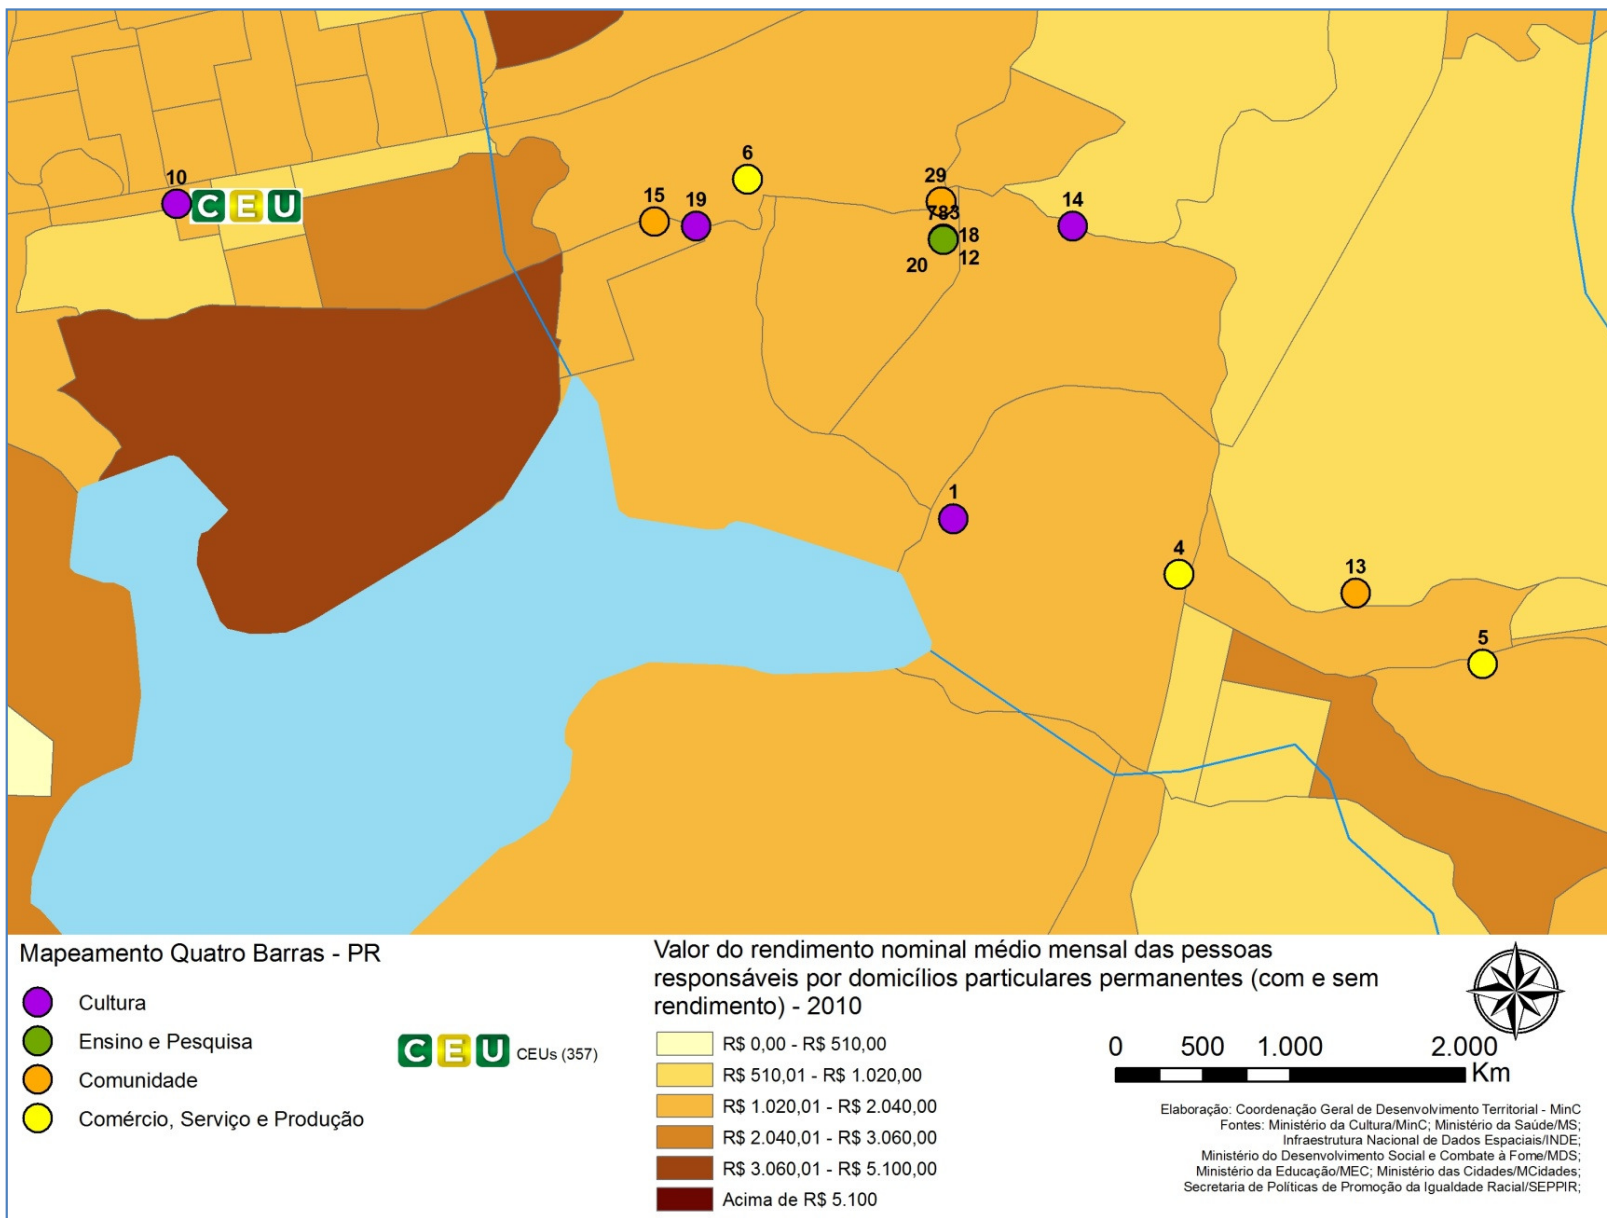 10
CEU
15
19
6
29
783
18
12
20
14
1
4
13
5
Mapeamento Quatro Barras - PR
Cultura
Ensino e Pesquisa
Comunidade
Comércio, Serviço e Produção
CEU CEUs (357)
Valor do rendimento nominal médio mensal das pessoas
responsáveis por domicílios particulares permanentes (com e sem
rendimento) - 2010
R$ 0,00 - R$ 510,00
R$ 510,01 - R$ 1.020,00
R$ 1.020,01 - R$ 2.040,00
R$ 2.040,01 - R$ 3.060,00
R$ 3.060,01 - R$ 5.100,00
Acima de R$ 5.100
0 500 1.000 2.000
Km
Elaboração: Coordenação Geral de Desenvolvimento Territorial - MinC
Fontes: Ministério da Cultura/MinC; Ministério da Saúde/MS;
Infraestrutura Nacional de Dados Espaciais/INDE;
Ministério do Desenvolvimento Social e Combate à Fome/MDS;
Ministério da Educação/MEC; Ministério das Cidades/MCidades;
Secretaria de Políticas de Promoção da Igualdade Racial/SEPPIR;